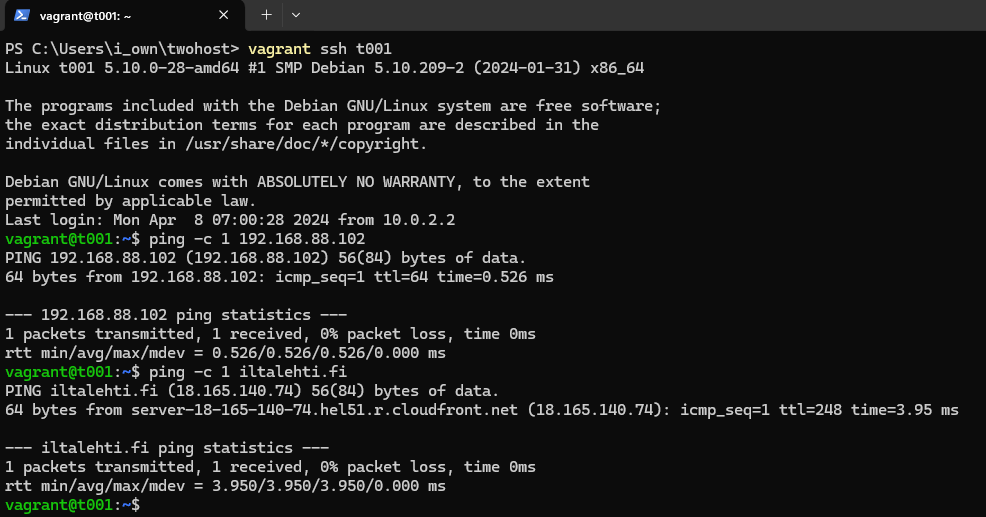 vagrant@t001: ~
PS C:\Users\i_own\twohost> vagrant ssh t001
Linux t001 5.10.0-28-amd64 #1 SMP Debian 5.10.209-2 (2024-01-31) x86_64
The programs included with the Debian GNU/Linux system are free software;
the exact distribution terms for each program are described in the
individual files in /usr/share/doc/*/copyright.
Debian GNU/Linux comes with ABSOLUTELY NO WARRANTY, to the extent
permitted by applicable law.
Last login: Mon Apr  8 07:00:28 2024 from 10.0.2.2
vagrant@t001:~$ ping -c 1 192.168.88.102
PING 192.168.88.102 (192.168.88.102) 56(84) bytes of data.
64 bytes from 192.168.88.102: icmp_seq=1 ttl=64 time=0.526 ms
--- 192.168.88.102 ping statistics ---
1 packets transmitted, 1 received, 0% packet loss, time 0ms
rtt min/avg/max/mdev = 0.526/0.526/0.526/0.000 ms
vagrant@t001:~$ ping -c 1 iltalehti.fi
PING iltalehti.fi (18.165.140.74) 56(84) bytes of data.
64 bytes from server-18-165-140-74.hel51.r.cloudfront.net (18.165.140.74): icmp_seq=1 ttl=248 time=3.95 ms
--- iltalehti.fi ping statistics ---
1 packets transmitted, 1 received, 0% packet loss, time 0ms
rtt min/avg/max/mdev = 3.950/3.950/3.950/0.000 ms
vagrant@t001:~$